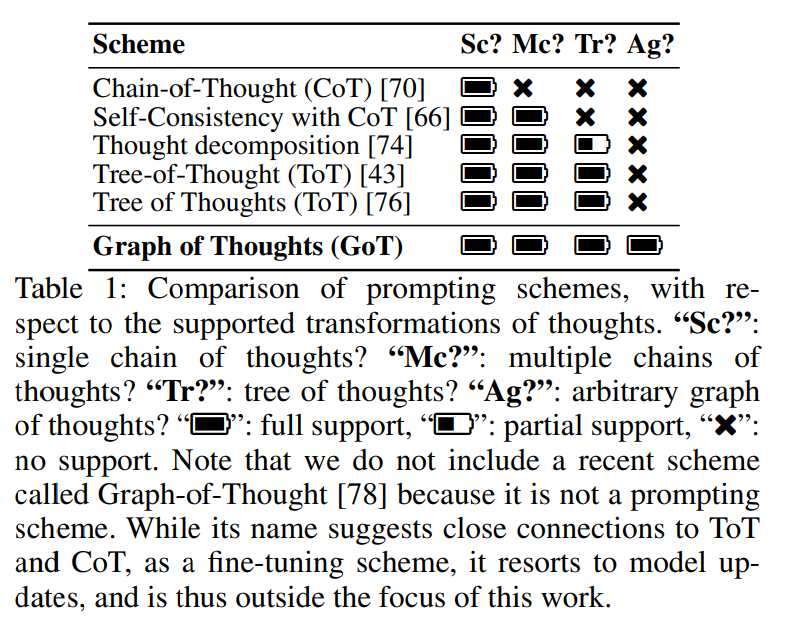 Scheme Sc? Mc? Tr? Ag?
Chain-of-Thought (CoT) [70] ✖ ✖ ✖
Self-Consistency with CoT [66] ✖ ✖
Thought decomposition [74] ✖
Tree-of-Thought (ToT) [43] ✖
Tree of Thoughts (ToT) [76] ✖
Graph of Thoughts (GoT)
Table 1: Comparison of prompting schemes, with re-
spect to the supported transformations of thoughts. “Sc?”:
single chain of thoughts? “Mc?”: multiple chains of
thoughts? “Tr?”: tree of thoughts? “Ag?”: arbitrary graph
of thoughts? “”: full support, “”: partial support, “✖”:
no support. Note that we do not include a recent scheme
called Graph-of-Thought [78] because it is not a prompting
scheme. While its name suggests close connections to ToT
and CoT, as a fine-tuning scheme, it resorts to model up-
dates, and is thus outside the focus of this work.